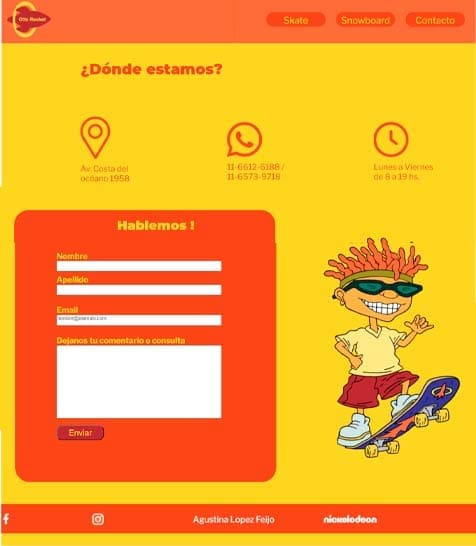 Otto Rocket
Skate
Snowboard
Contacto
¿Dónde estamos?
Av. Costa del
océano 1958
11-6612-6188 /
11-6573-9718
Lunes a Viernes
de 8 a 19 hs.
Hablemos !
Nombre
Apellido
Email
Dejanos tu comentario o consulta
Enviar
Agustina Lopez Feijo
nickelodeon